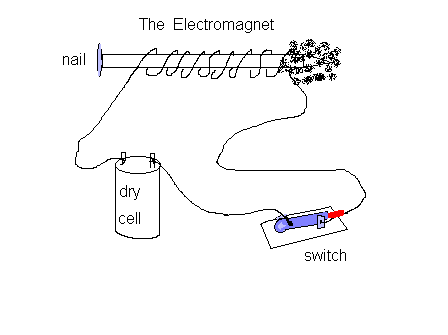 The Electromagnet
nail
dry
cell
switch